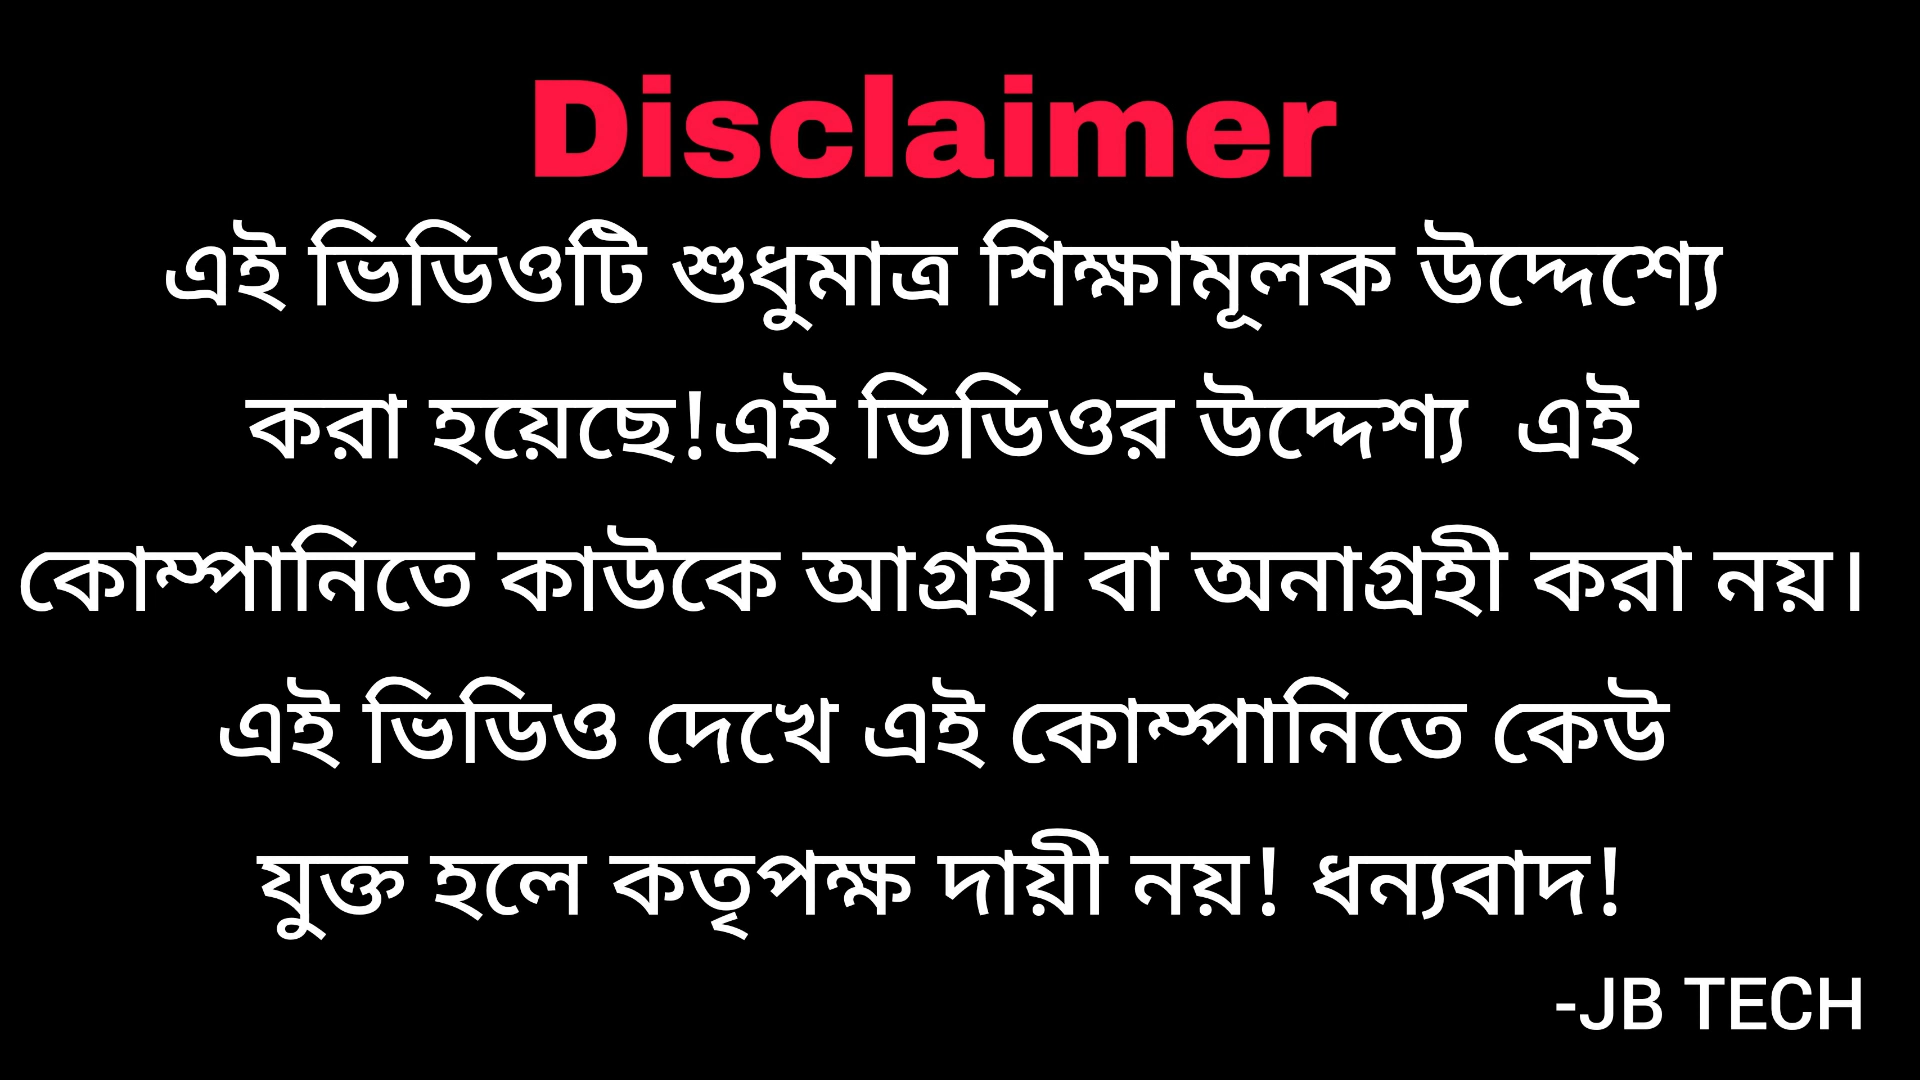 Disclaimer
এই ভিডিওটি শুধুমাত্র শিক্ষামূলক উদ্দেশ্যে
করা হয়েছে!এই ভিডিওর উদ্দেশ্য  এই
কোম্পানিতে কাউকে আগ্রহী বা অনাগ্রহী করা নয়।
এই ভিডিও দেখে এই কোম্পানিতে কেউ
যুক্ত হলে কতৃপক্ষ দায়ী নয়! ধন্যবাদ!
-JB TECH